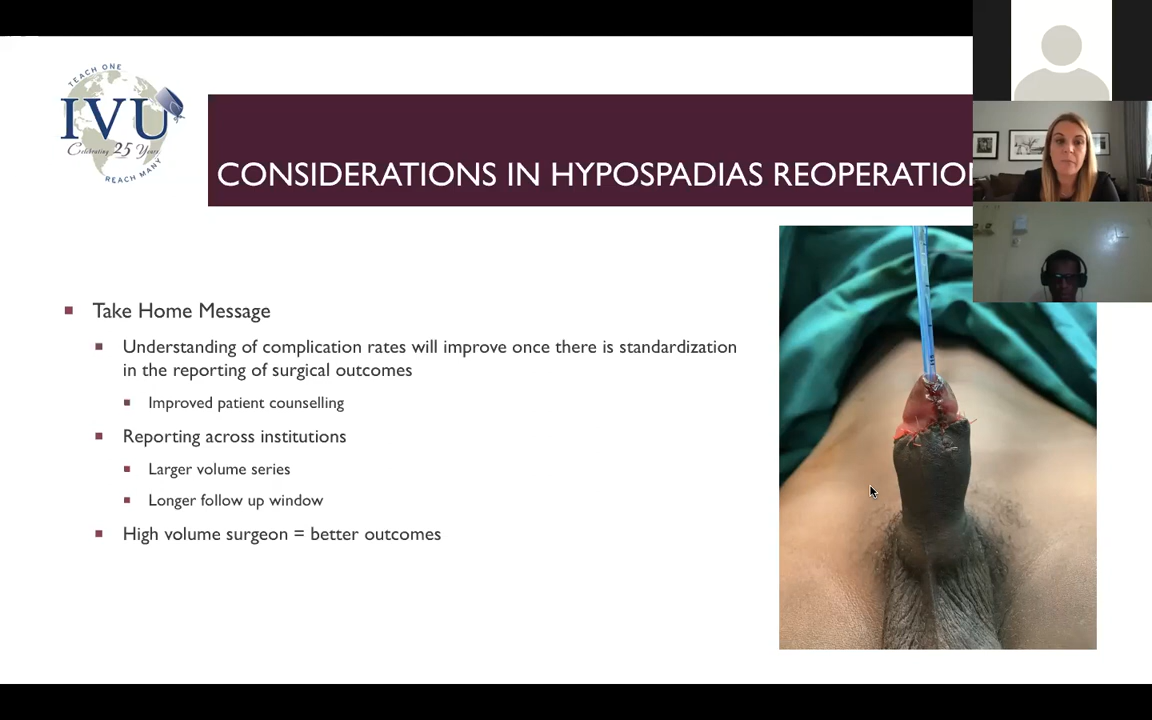 TEACH ONE
IVU
Celebrating 25 Years
REACH MANY
CONSIDERATIONS IN HYPOSPADIAS REOPERATIO
Take Home Message
Understanding of complication rates will improve once there is standardization
in the reporting of surgical outcomes
Improved patient counselling
Reporting across institutions
Larger volume series
Longer follow up window
High volume surgeon = better outcomes